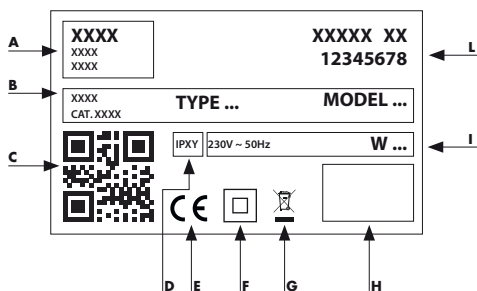 A
XXXX
XXXX
XXXX
XXXXX XX
12345678
L
B
XXXX
CAT. XXXX
TYPE ...
MODEL ...
C
IPXY
230V ~ 50Hz
W ...
I
CE
D
E
F
G
H